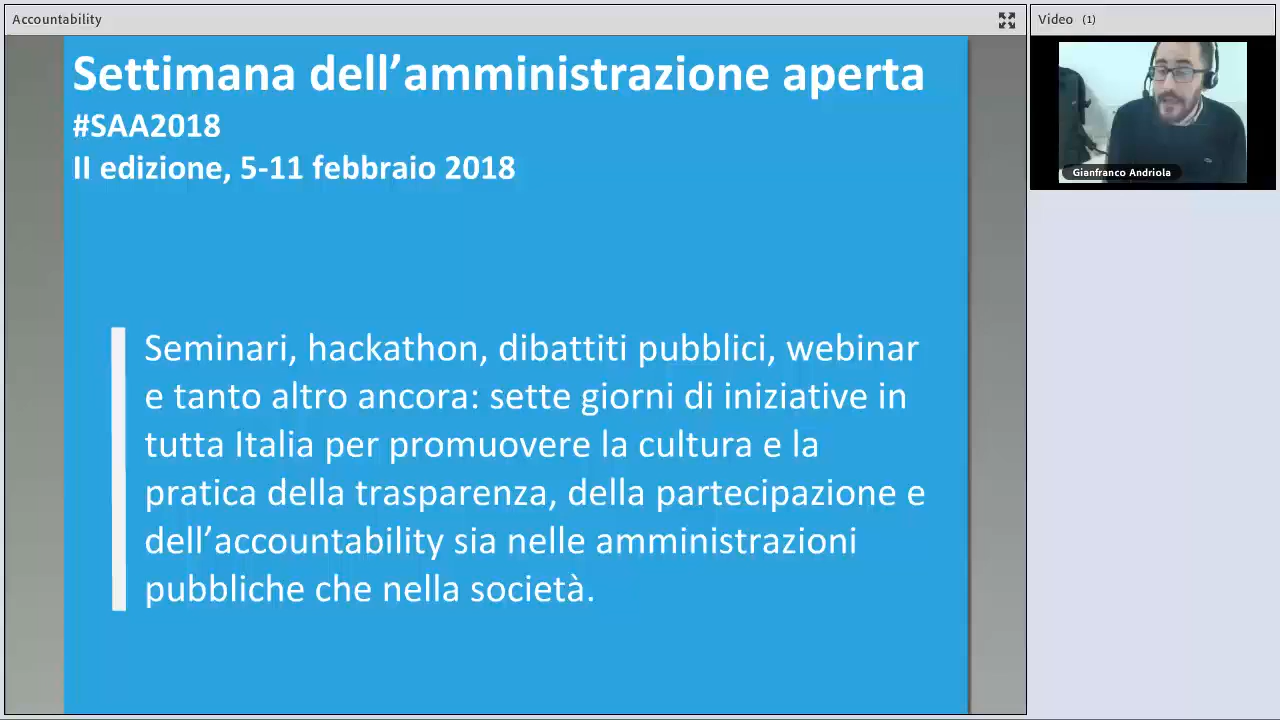 Accountability
Video (1)
Settimana dell’amministrazione aperta
#SAA2018
II edizione, 5-11 febbraio 2018
Seminari, hackathon, dibattiti pubblici, webinar
e tanto altro ancora: sette giorni di iniziative in
tutta Italia per promuovere la cultura e la
pratica della trasparenza, della partecipazione e
dell’accountability sia nelle amministrazioni
pubbliche che nella società.
Gianfranco Andriola